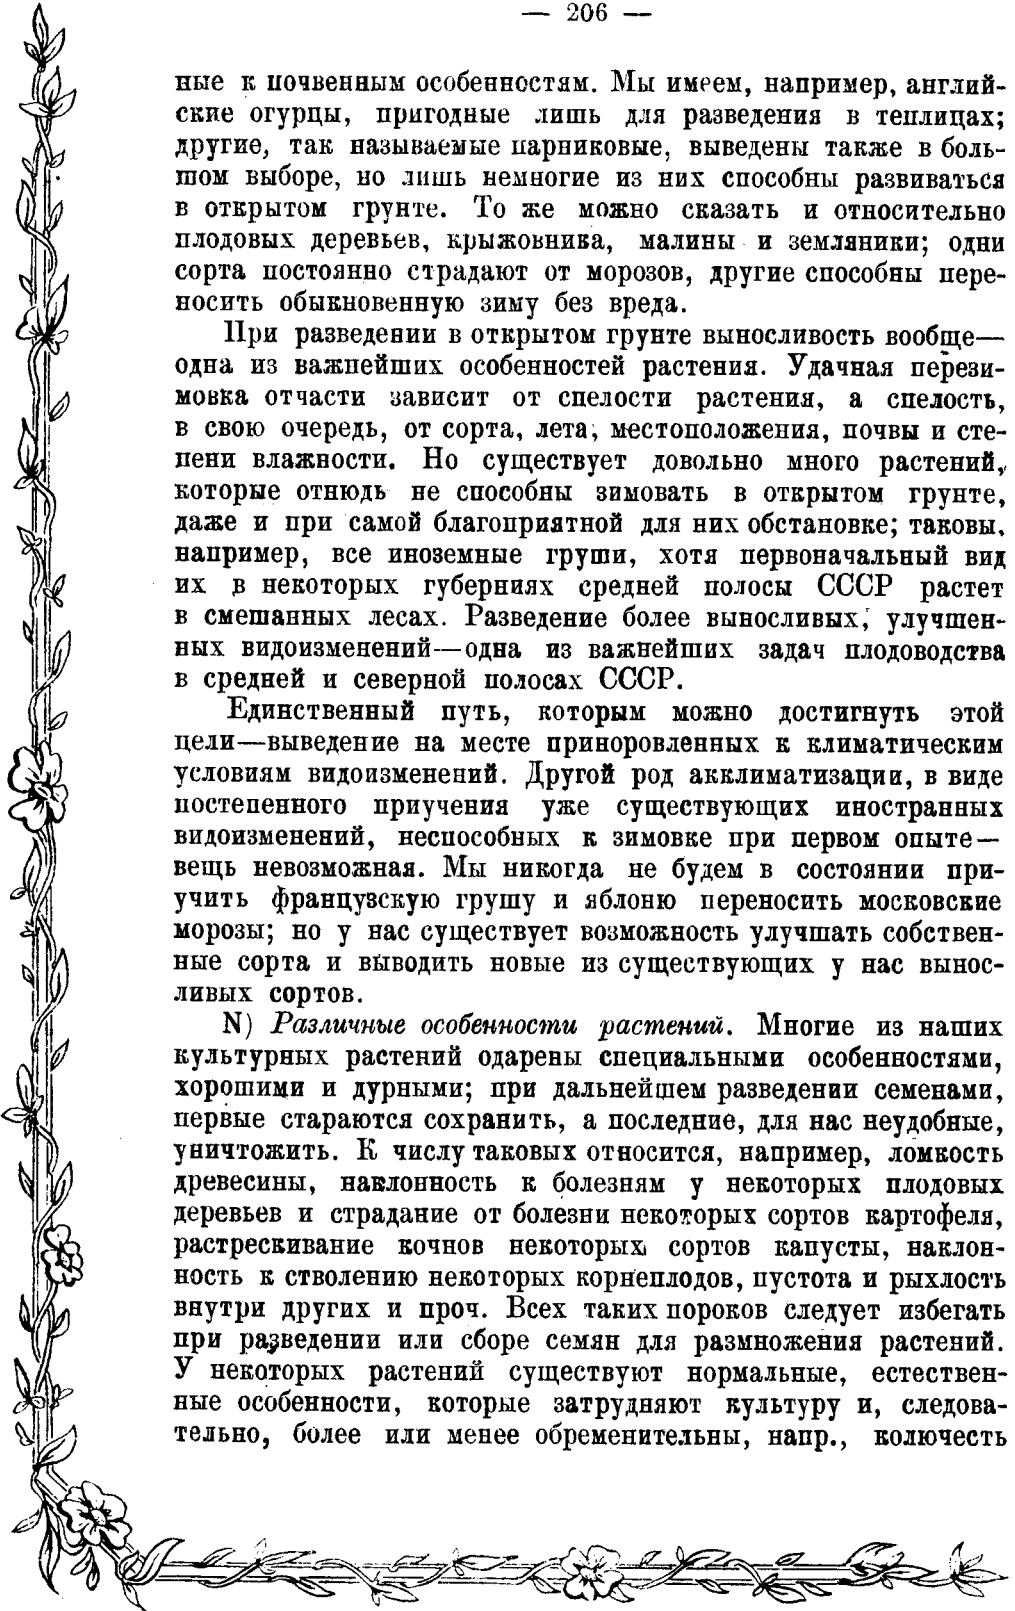 — 206 —
ные к почвенным особенностям. Мы имеем, например, англий-
ские огурцы, пригодные лишь для разведения в теплицах;
другие, так называемые парниковые, выведены также в боль-
шом выборе, но лишь немногие из них способны развиваться
в открытом грунте. То же можно сказать и относительно
плодовых деревьев, крыжовника, малины и земляники; одни
сорта постоянно страдают от морозов, другие способны пере-
носить обыкновенную зиму без вреда.
При разведении в открытом грунте выносливость вообще—
одна из важнейших особенностей растения. Удачная перези-
мовка отчасти зависит от спелости растения, а спелость,
в свою очередь, от сорта, лета, местоположения, почвы и сте-
пени влажности. Но существует довольно много растений,
которые отнюдь не способны зимовать в открытом грунте,
даже и при самой благоприятной для них обстановке; таковы,
например, все иноземные груши, хотя первоначальный вид
их в некоторых губерниях средней полосы СССР растет
в смешанных лесах. Разведение более выносливых, улучшен-
ных видоизменений—одна из важнейших задач плодоводства
в средней и северной полосах СССР.
Единственный путь, которым можно достигнуть этой
цели—выведение на месте приноровленных к климатическим
условиям видоизменений. Другой род акклиматизации, в виде
постепенного приучения уже существующих иностранных
видоизменений, неспособных к зимовке при первом опыте—
вещь невозможная. Мы никогда не будем в состоянии при-
учить французскую грушу и яблоню переносить московские
морозы; но у нас существует возможность улучшать собствен-
ные сорта и выводить новые из существующих у нас вынос-
ливых сортов.
N) Различные особенности растений. Многие из наших
культурных растений одарены специальными особенностями,
хорошими и дурными; при дальнейшем разведении семенами,
первые стараются сохранить, а последние, для нас неудобные,
уничтожить. К числу таковых относится, например, ломкость
древесины, наклонность к болезням у некоторых плодовых
деревьев и страдание от болезни некоторых сортов картофеля,
растрескивание кочнов некоторых сортов капусты, наклон-
ность к стволению некоторых корнеплодов, пустота и рыхлость
внутри других и проч. Всех таких пороков следует избегать
при разведении или сборе семян для размножения растений.
У некоторых растений существуют нормальные, естествен-
ные особенности, которые затрудняют культуру и, следова-
тельно, более или менее обременительны, напр., колючесть